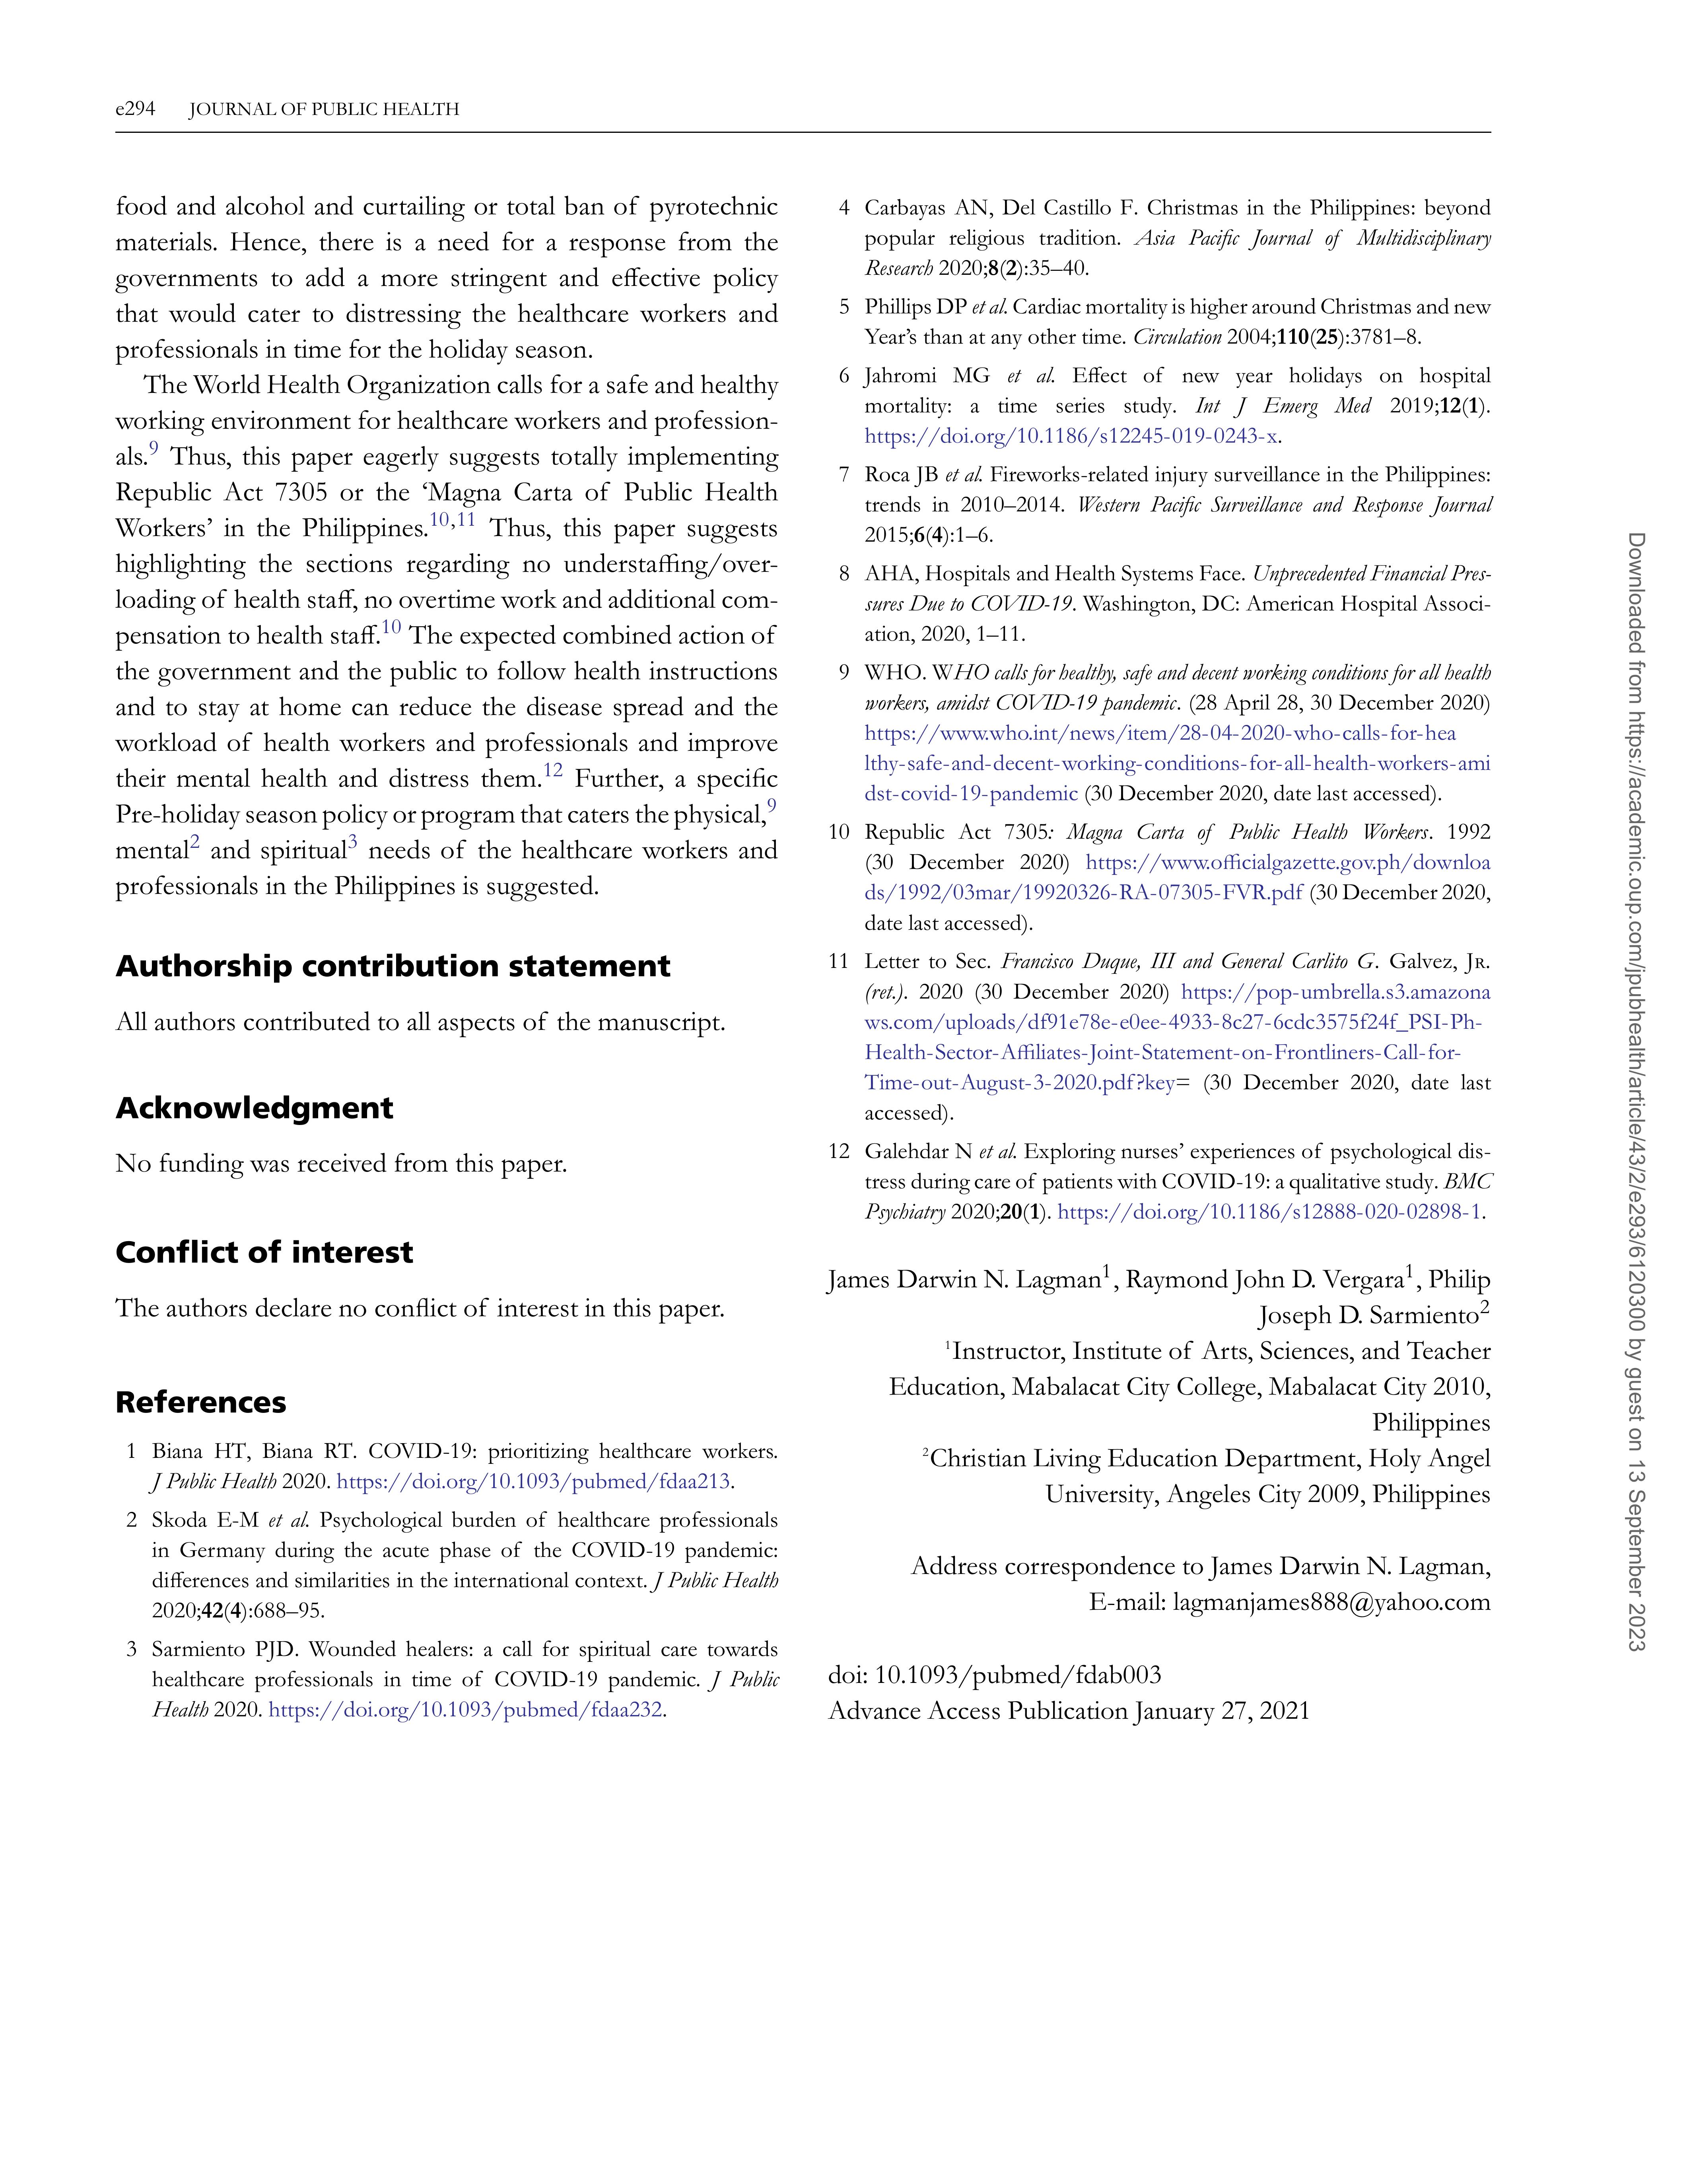 e294 JOURNAL OF PUBLIC HEALTH
food and alcohol and curtailing or total ban of pyrotechnic
materials. Hence, there is a need for a response from the
governments to add a more stringent and effective policy
that would cater to distressing the healthcare workers and
professionals in time for the holiday season.
The World Health Organization calls for a safe and healthy
working environment for healthcare workers and profession-
als.9 Thus, this paper eagerly suggests totally implementing
Republic Act 7305 or the ‘Magna Carta of Public Health
Workers’ in the Philippines.10,11 Thus, this paper suggests
highlighting the sections regarding no understaffing/over-
loading of health staff, no overtime work and additional com-
pensation to health staff.10 The expected combined action of
the government and the public to follow health instructions
and to stay at home can reduce the disease spread and the
workload of health workers and professionals and improve
their mental health and distress them.12 Further, a specific
Pre-holiday season policy or program that caters the physical,9
mental2 and spiritual3 needs of the healthcare workers and
professionals in the Philippines is suggested.
Authorship contribution statement
All authors contributed to all aspects of the manuscript.
Acknowledgment
No funding was received from this paper.
Conflict of interest
The authors declare no conflict of interest in this paper.
References
1 Biana HT, Biana RT. COVID-19: prioritizing healthcare workers.
J Public Health 2020. https://doi.org/10.1093/pubmed/fdaa213.
2 Skoda E-M et al. Psychological burden of healthcare professionals
in Germany during the acute phase of the COVID-19 pandemic:
differences and similarities in the international context. J Public Health
2020;42(4):688–95.
3 Sarmiento PJD. Wounded healers: a call for spiritual care towards
healthcare professionals in time of COVID-19 pandemic. J Public
Health 2020. https://doi.org/10.1093/pubmed/fdaa232.
4 Carbayas AN, Del Castillo F. Christmas in the Philippines: beyond
popular religious tradition. Asia Pacific Journal of Multidisciplinary
Research 2020;8(2):35–40.
5 Phillips DP et al. Cardiac mortality is higher around Christmas and new
Year’s than at any other time. Circulation 2004;110(25):3781–8.
6 Jahromi MG et al. Effect of new year holidays on hospital
mortality: a time series study. Int J Emerg Med 2019;12(1).
https://doi.org/10.1186/s12245-019-0243-x.
7 Roca JB et al. Fireworks-related injury surveillance in the Philippines:
trends in 2010–2014. Western Pacific Surveillance and Response Journal
2015;6(4):1–6.
8 AHA, Hospitals and Health Systems Face. Unprecedented Financial Pres-
sures Due to COVID-19. Washington, DC: American Hospital Associ-
ation, 2020, 1–11.
9 WHO. WHO calls for healthy, safe and decent working conditions for all health
workers, amidst COVID-19 pandemic. (28 April 28, 30 December 2020)
https://www.who.int/news/item/28-04-2020-who-calls-for-hea
lthy-safe-and-decent-working-conditions-for-all-health-workers-ami
dst-covid-19-pandemic (30 December 2020, date last accessed).
10 Republic Act 7305: Magna Carta of Public Health Workers. 1992
(30 December 2020) https://www.officialgazette.gov.ph/downloa
ds/1992/03mar/19920326-RA-07305-FVR.pdf (30 December 2020,
date last accessed).
11 Letter to Sec. Francisco Duque, III and General Carlito G. Galvez, JR.
(ret.). 2020 (30 December 2020) https://pop-umbrella.s3.amazona
ws.com/uploads/df91e78e-e0ee-4933-8c27-6cdc3575f24f_PSI-Ph-
Health-Sector-Affiliates-Joint-Statement-on-Frontliners-Call-for-
Time-out-August-3-2020.pdf?key= (30 December 2020, date last
accessed).
12 Galehdar N et al. Exploring nurses’ experiences of psychological dis-
tress during care of patients with COVID-19: a qualitative study. BMC
Psychiatry 2020;20(1). https://doi.org/10.1186/s12888-020-02898-1.
James Darwin N. Lagman1, Raymond John D. Vergara1, Philip
Joseph D. Sarmiento2
1Instructor, Institute of Arts, Sciences, and Teacher
Education, Mabalacat City College, Mabalacat City 2010,
Philippines
2Christian Living Education Department, Holy Angel
University, Angeles City 2009, Philippines
Address correspondence to James Darwin N. Lagman,
E-mail: lagmanjames888@yahoo.com
doi: 10.1093/pubmed/fdab003
Advance Access Publication January 27, 2021
Downloaded from https://academic.oup.com/jpubhealth/article/43/2/e293/6120300 by guest on 13 September 2023